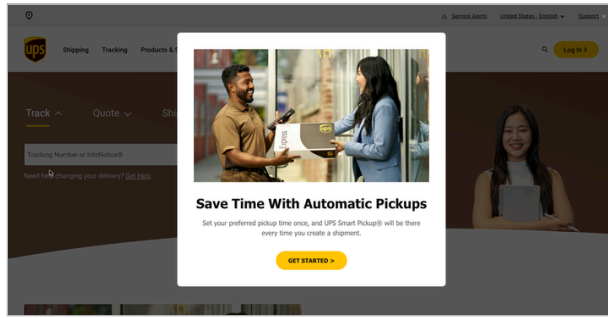 Service Alerts
United States - English
Support
ups
Shipping
Tracking
Products &
Log In >
Track
Quote
Shi
Tracking Number or InfoNotice®
changing your delivery? Get Help
Express
ups
Save Time With Automatic Pickups
Set your preferred pickup time once, and UPS Smart Pickup® will be there
every time you create a shipment.
GET STARTED >